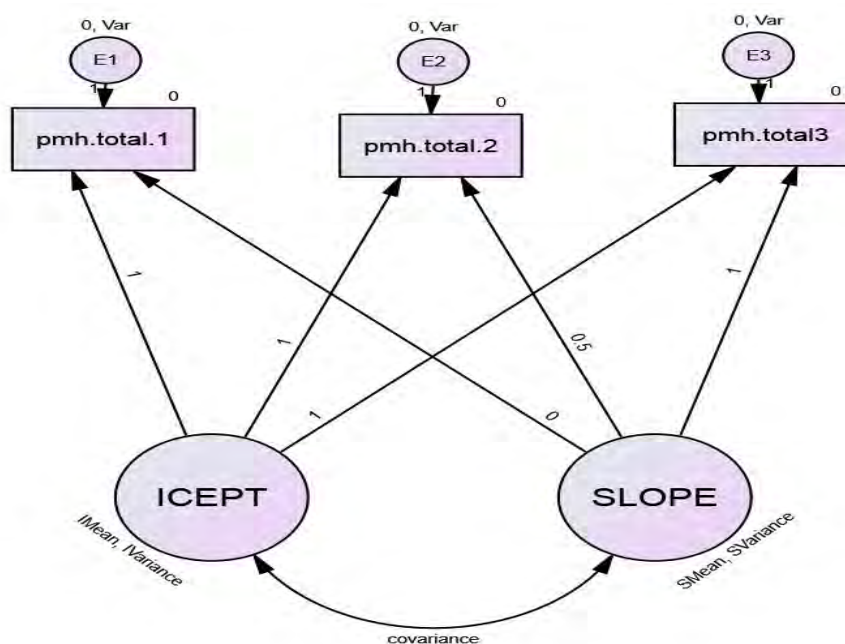 0, Var
E1
1
0
pmh.total.1
0, Var
E2
1
0
pmh.total.2
0, Var
E3
1
0
pmh.total3
1
1
1
0
0.5
1
ICEPT
IMean, IVariance
SLOPE
SMean, SVariance
covariance